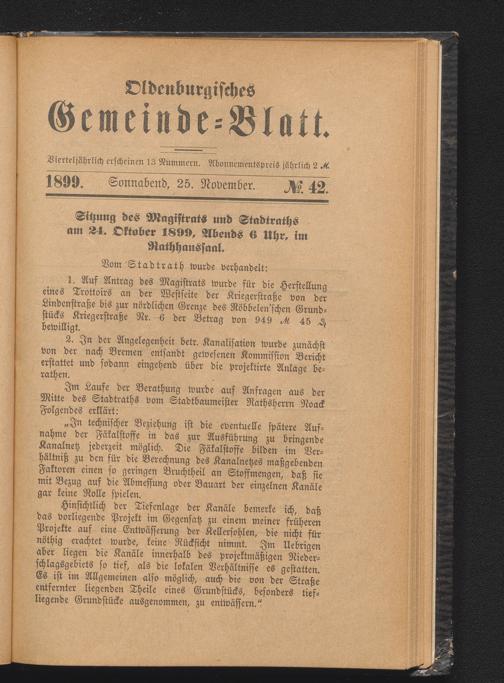 Oldenburgisches
Gemeinde-Blatt.
Vierteljährlich erscheinen 13 Nummern. Abonnementspreis jährlich 2 ℳ
1899. Sonnabend, 25. November. №. 42.
Sitzung des Magistrats und Stadtraths
am 24. Oktober 1899, Abends 6 Uhr, im
Rathhaussaal.
Vom Stadtrath wurde verhandelt:
1. Auf Antrag des Magistrats wurde für die Herstellung
eines Trottoirs an der Westseite der Kriegerstraße von der
Lindenstraße bis zur nördlichen Grenze des Röbbelen'schen Grund-
stücks Kriegerstraße Nr. 6 der Betrag von 949 ℳ 45 ₰
bewilligt.
2. In der Angelegenheit betr. Kanalisation wurde zunächst
von der nach Bremen entsandt gewesenen Kommission Bericht
erstattet und sodann eingehend über die projektirte Anlage be-
rathen.
Im Laufe der Berathung wurde auf Anfragen aus der
Mitte des Stadtraths vom Stadtbaumeister Rathsherrn Noack
Folgendes erklärt:
„In technischer Beziehung ist die eventuelle spätere Auf-
nahme der Fäkalstoffe in das zur Ausführung zu bringende
Kanalnetz jederzeit möglich. Die Fäkalstoffe bilden im Ver-
hältniß zu den für die Berechnung des Kanalnetzes maßgebenden
Faktoren einen so geringen Bruchtheil an Stoffmengen, daß sie
mit Bezug auf die Abmessung oder Bauart der einzelnen Kanäle
gar keine Rolle spielen.
Hinsichtlich der Tiefenlage der Kanäle bemerke ich, daß
das vorliegende Projekt im Gegensatz zu einem meiner früheren
Projekte auf eine Entwässerung der Kellersohlen, die nicht für
nöthig erachtet wurde, keine Rücksicht nimmt. Im Uebrigen
aber liegen die Kanäle innerhalb des projektmäßigen Nieder-
schlagsgebiets so tief, als die lokalen Verhältnisse es gestatten.
Es ist im Allgemeinen also möglich, auch die von der Straße
entfernter liegenden Theile eines Grundstücks, besonders tief-
liegende Grundstücke ausgenommen, zu entwässern."